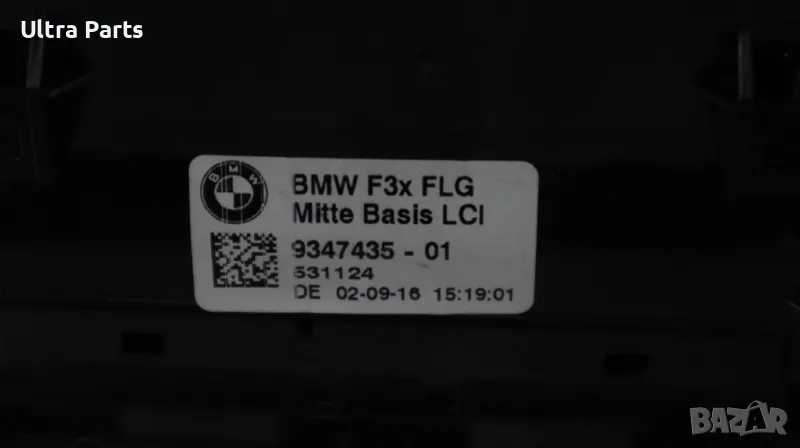 Ultra Parts
BMW
BMW F3x FLG
Mitte Basis LCI
9347435 - 01
531124
DE 02-09-16 15:19:01
BAZAR